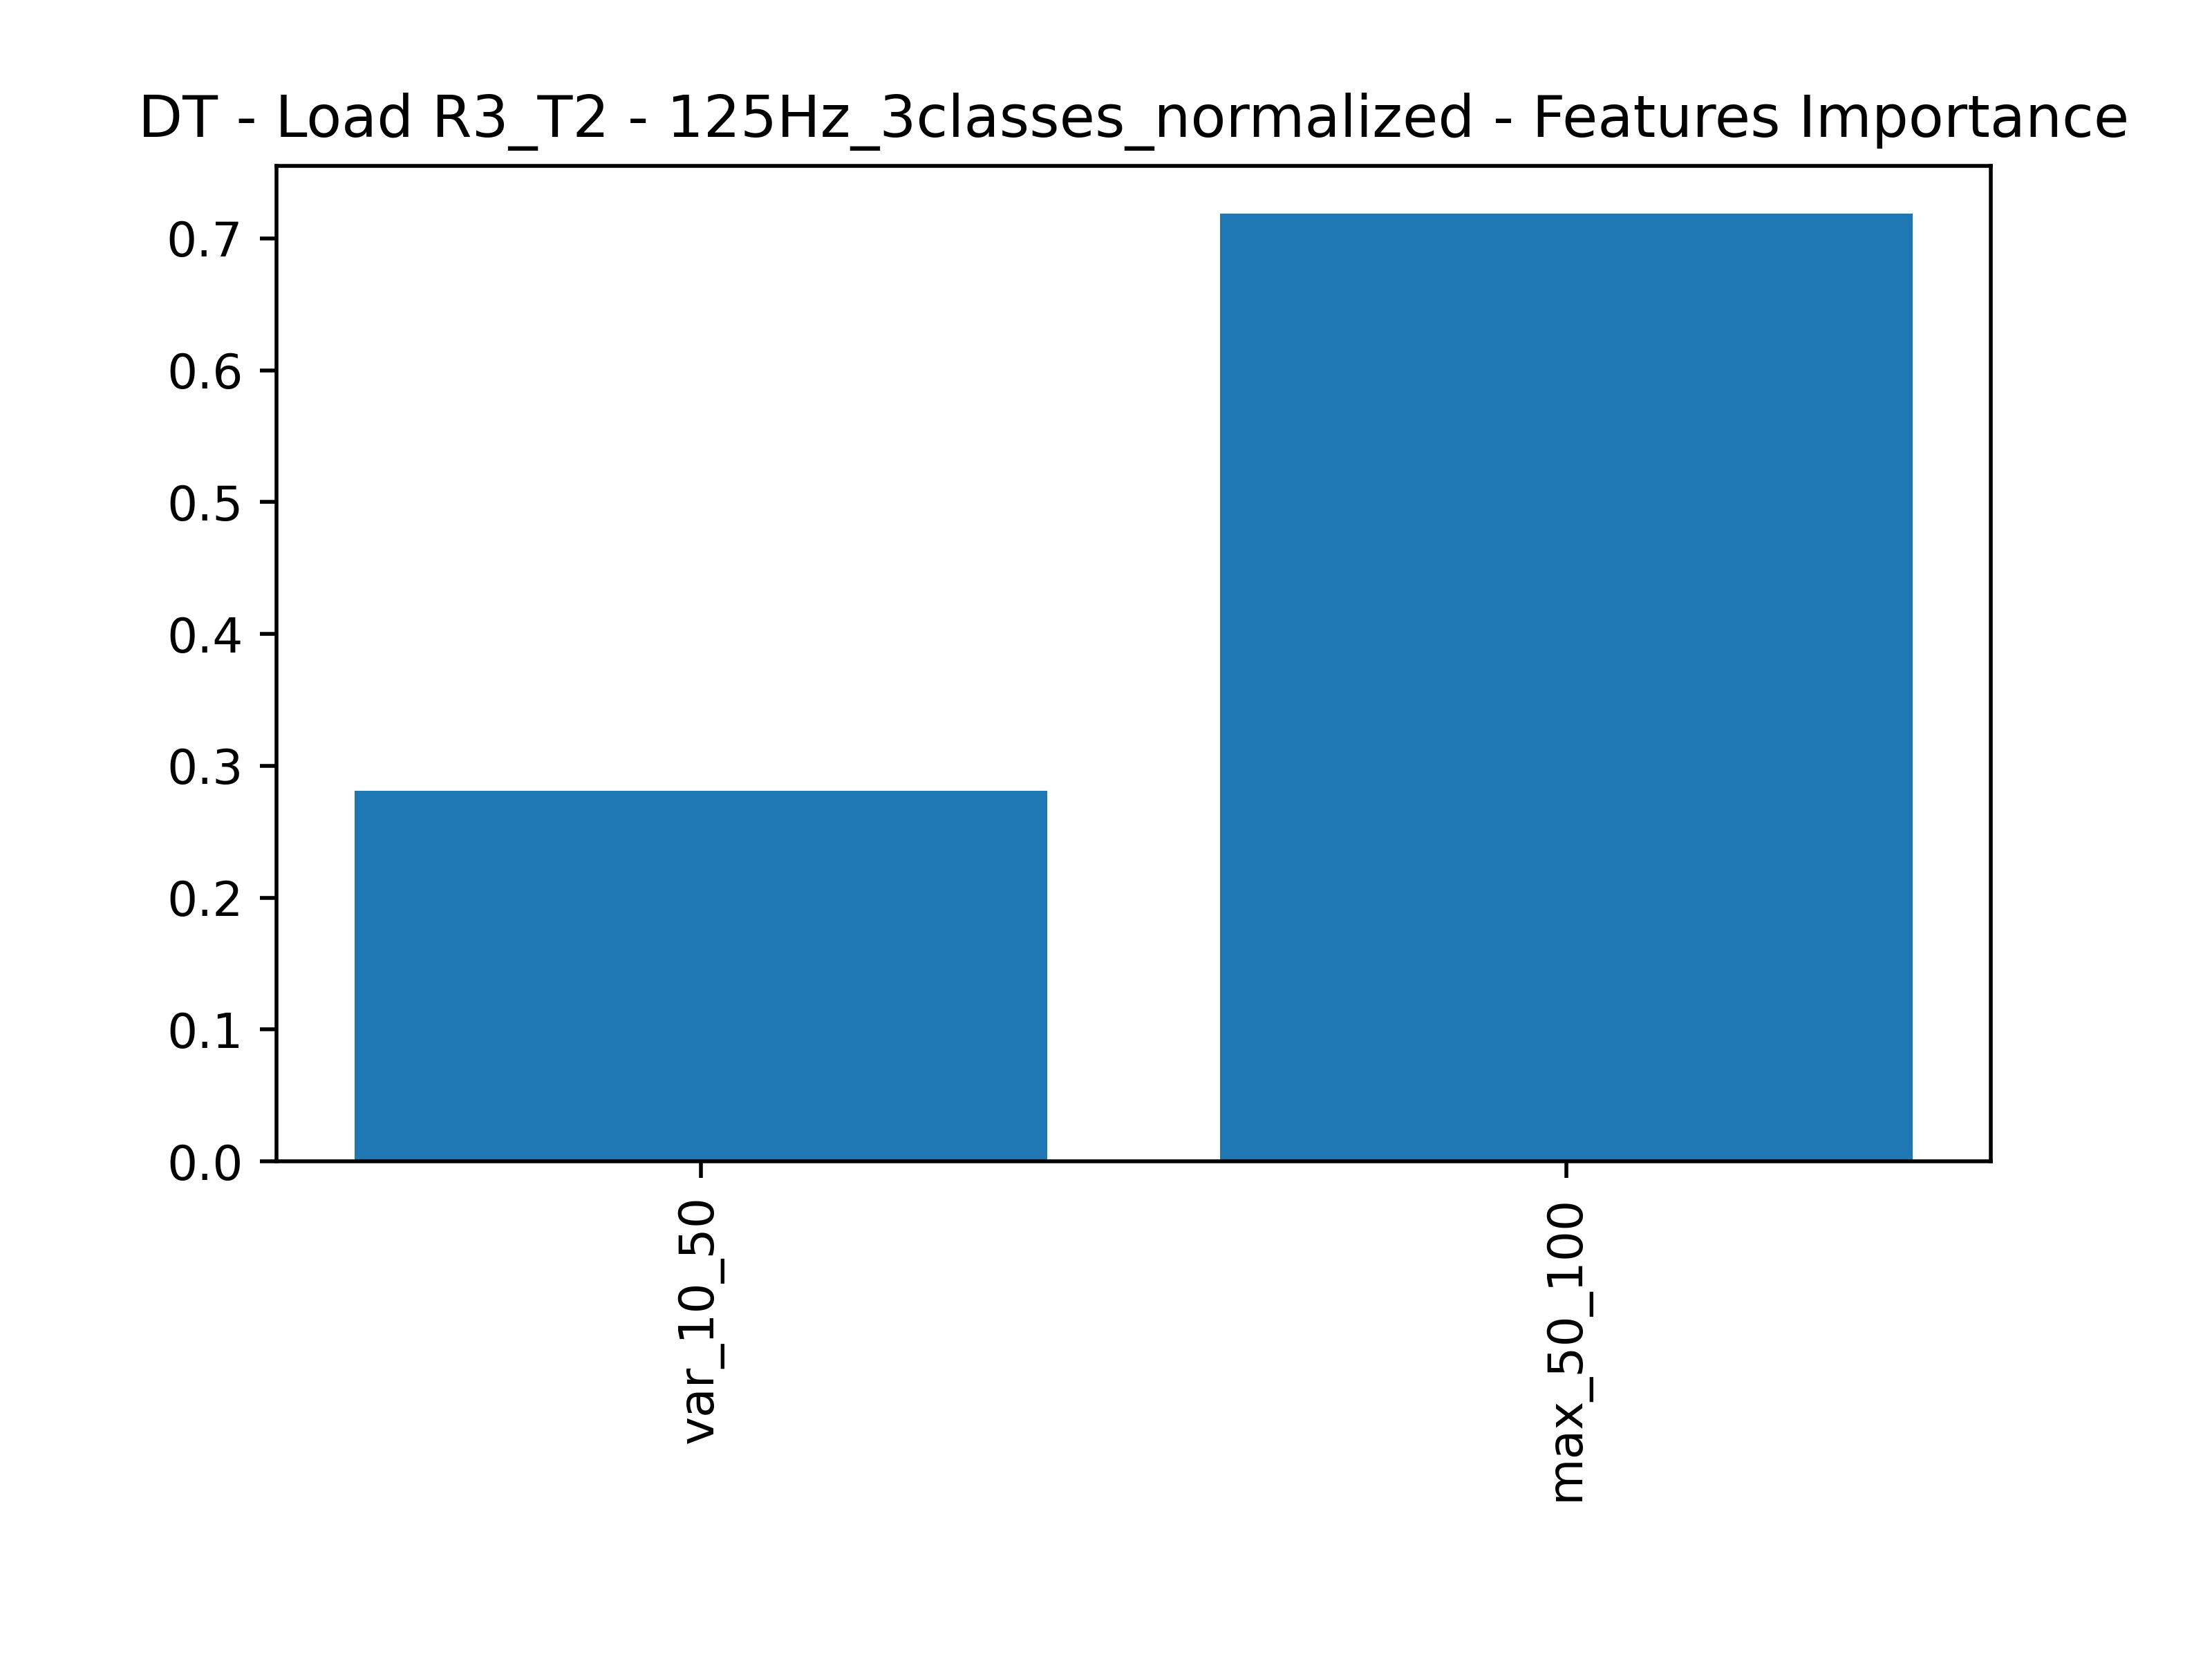 DT - Load R3_T2 - 125Hz_3classes_normalized - Features Importance
0.7
0.6
0.5
0.4
0.3
0.2
0.1
0.0
var_10_50
max_50_100